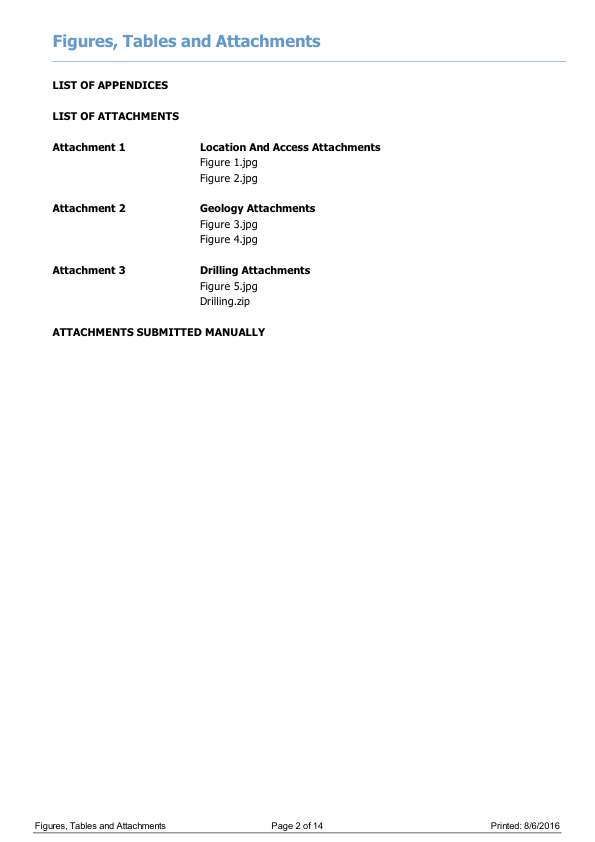 Figures, Tables and Attachments
LIST OF APPENDICES
LIST OF ATTACHMENTS
Attachment 1 Location And Access Attachments
Figure 1.jpg
Figure 2.jpg
Attachment 2 Geology Attachments
Figure 3.jpg
Figure 4.jpg
Attachment 3 Drilling Attachments
Figure 5.jpg
Drilling.zip
ATTACHMENTS SUBMITTED MANUALLY
Figures, Tables and Attachments Page 2 of 14 Printed: 8/6/2016